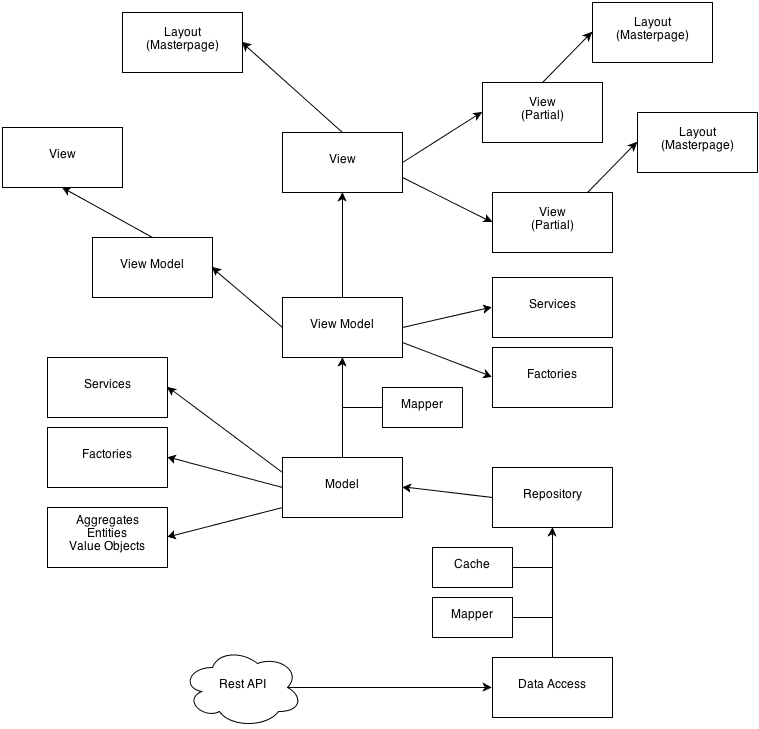 Layout
(Masterpage)
Layout
(Masterpage)
View
(Partial)
Layout
(Masterpage)
View
View
View
(Partial)
View Model
Services
View Model
Factories
Services
Mapper
Factories
Model
Repository
Aggregates
Entities
Value Objects
Cache
Mapper
Rest API
Data Access